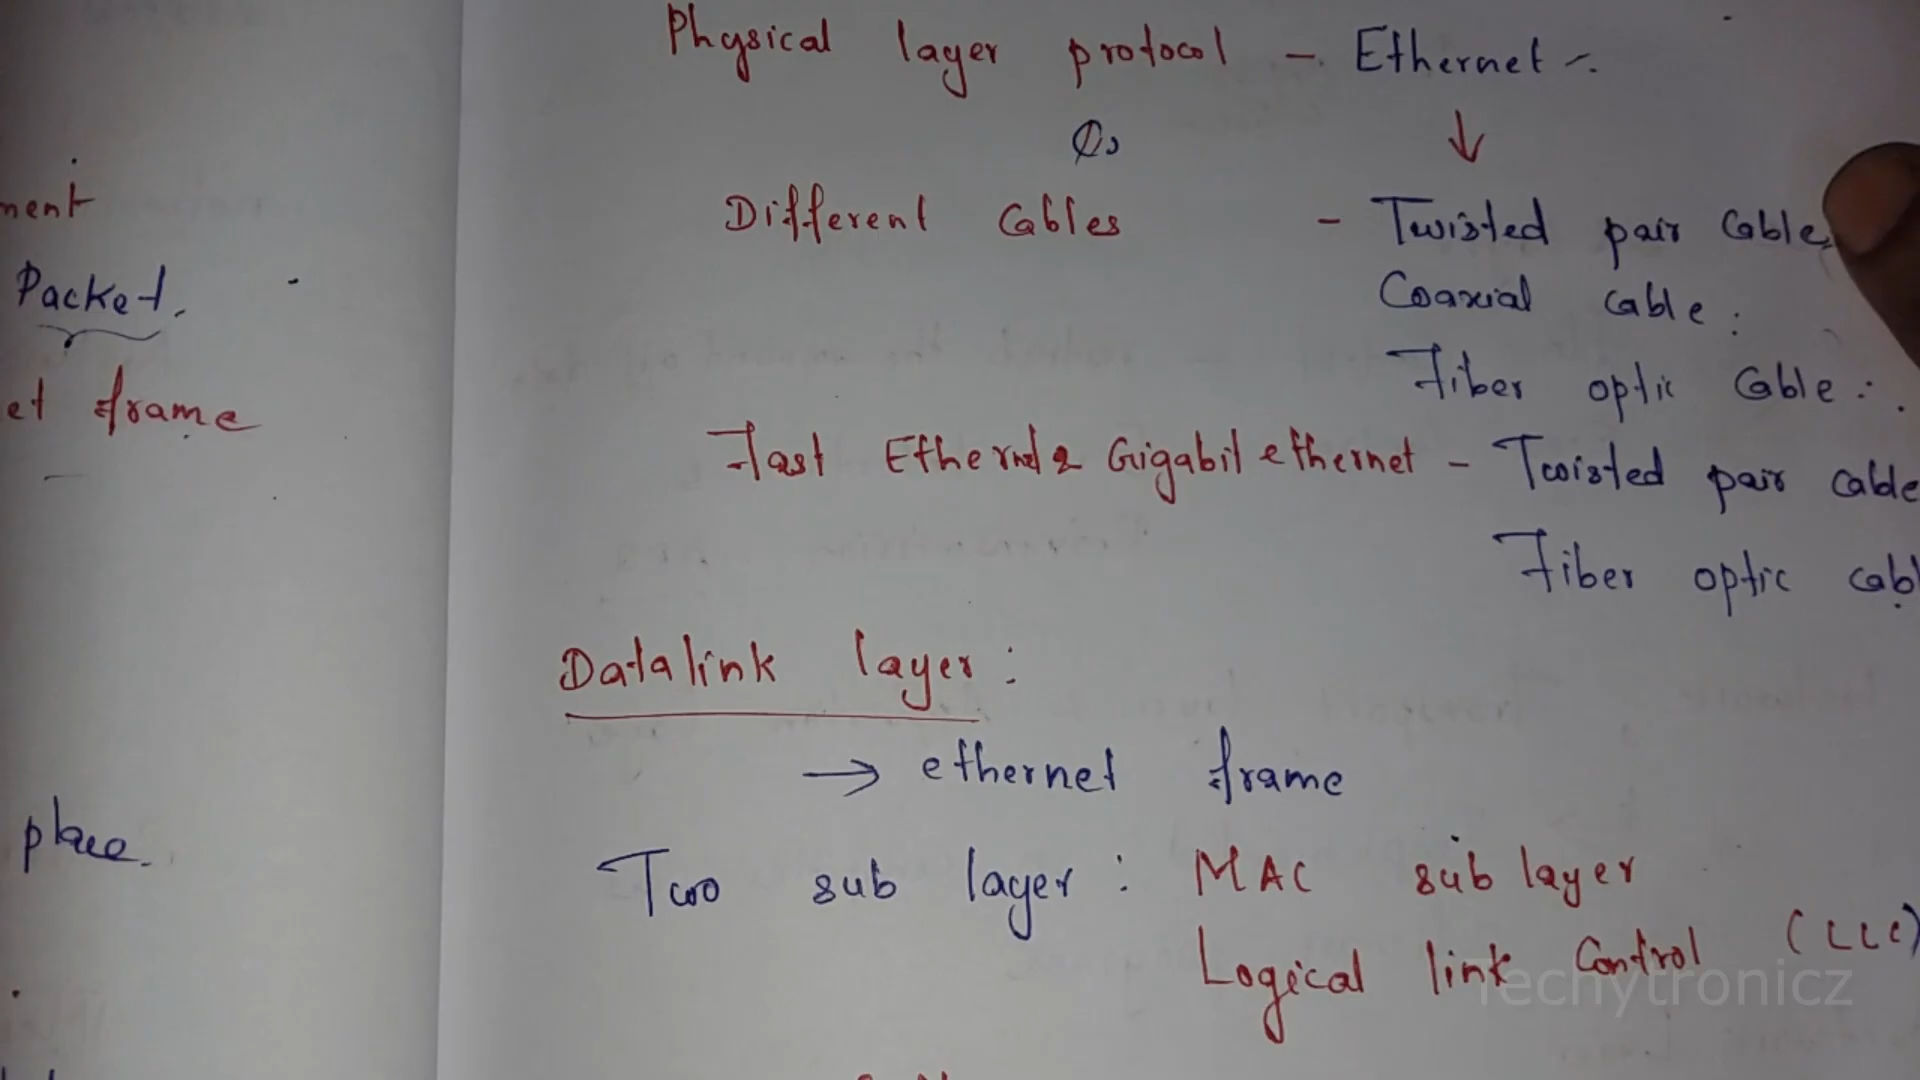 ment
Packet.
et frame
place.
Physical layer protocol - Ethernet -.
↓
Different Cables - Twisted pair Cable
Coaxial cable :
Fiber optic Cable :.
Fast Ethernet & Gigabit ethernet - Twisted pair cable
Fiber optic cabl
Datalink layer :
→ ethernet frame
Two sub layer : MAC sub layer
Logical link Control (LLC)
Techytronicz